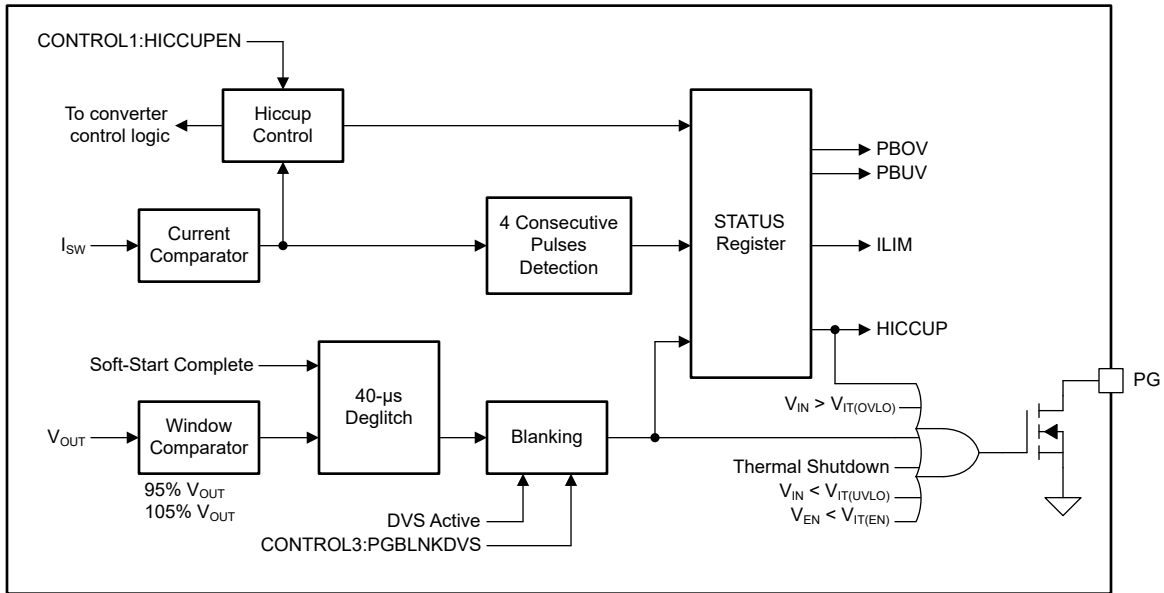 CONTROL1:HICCUPEN
To converter
control logic
Hiccup
Control
PBOV
PBUV
STATUS
Register
4 Consecutive
Pulses
Detection
Current
Comparator
ISW
ILIM
HICCUP
Soft-Start Complete
40-µs
Deglitch
PG
VIN > VIT(OVLO)
VOUT
Window
Comparator
Blanking
Thermal Shutdown
95% VOUT
105% VOUT
VIN < VIT(UVLO)
VEN < VIT(EN)
DVS Active
CONTROL3:PGBLNKDVS